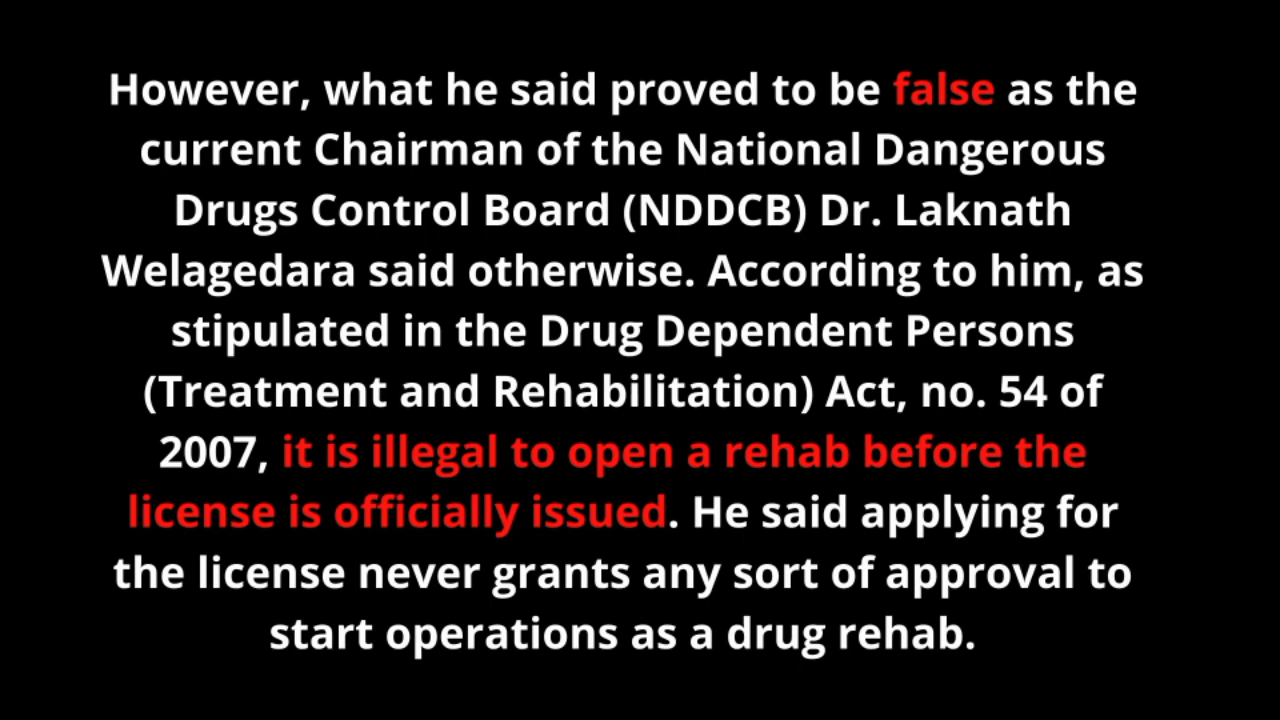 However, what he said proved to be false as the
current Chairman of the National Dangerous
Drugs Control Board (NDDCB) Dr. Laknath
Welagedara said otherwise. According to him, as
stipulated in the Drug Dependent Persons
(Treatment and Rehabilitation) Act, no. 54 of
2007, it is illegal to open a rehab before the
license is officially issued. He said applying for
the license never grants any sort of approval to
start operations as a drug rehab.